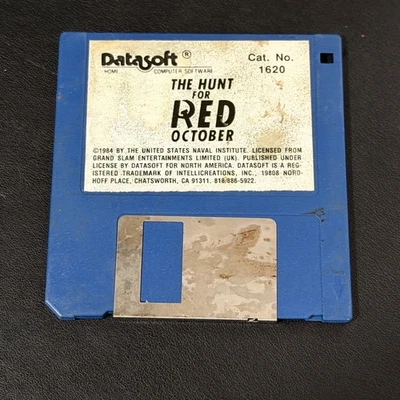 Datasoft ® Cat. No.
HOME COMPUTER SOFTWARE 1620
THE HUNT
FOR
RED
OCTOBER
©1984 BY THE UNITED STATES NAVAL INSTITUTE. LICENSED FROM
GRAND SLAM ENTERTAINMENTS LIMITED (UK). PUBLISHED UNDER
LICENSE BY DATASOFT FOR NORTH AMERICA. DATASOFT IS A REG-
ISTERED TRADEMARK OF INTELLICREATIONS, INC., 19808 NORD-
HOFF PLACE, CHATSWORTH, CA 91311. 818/886-5922.